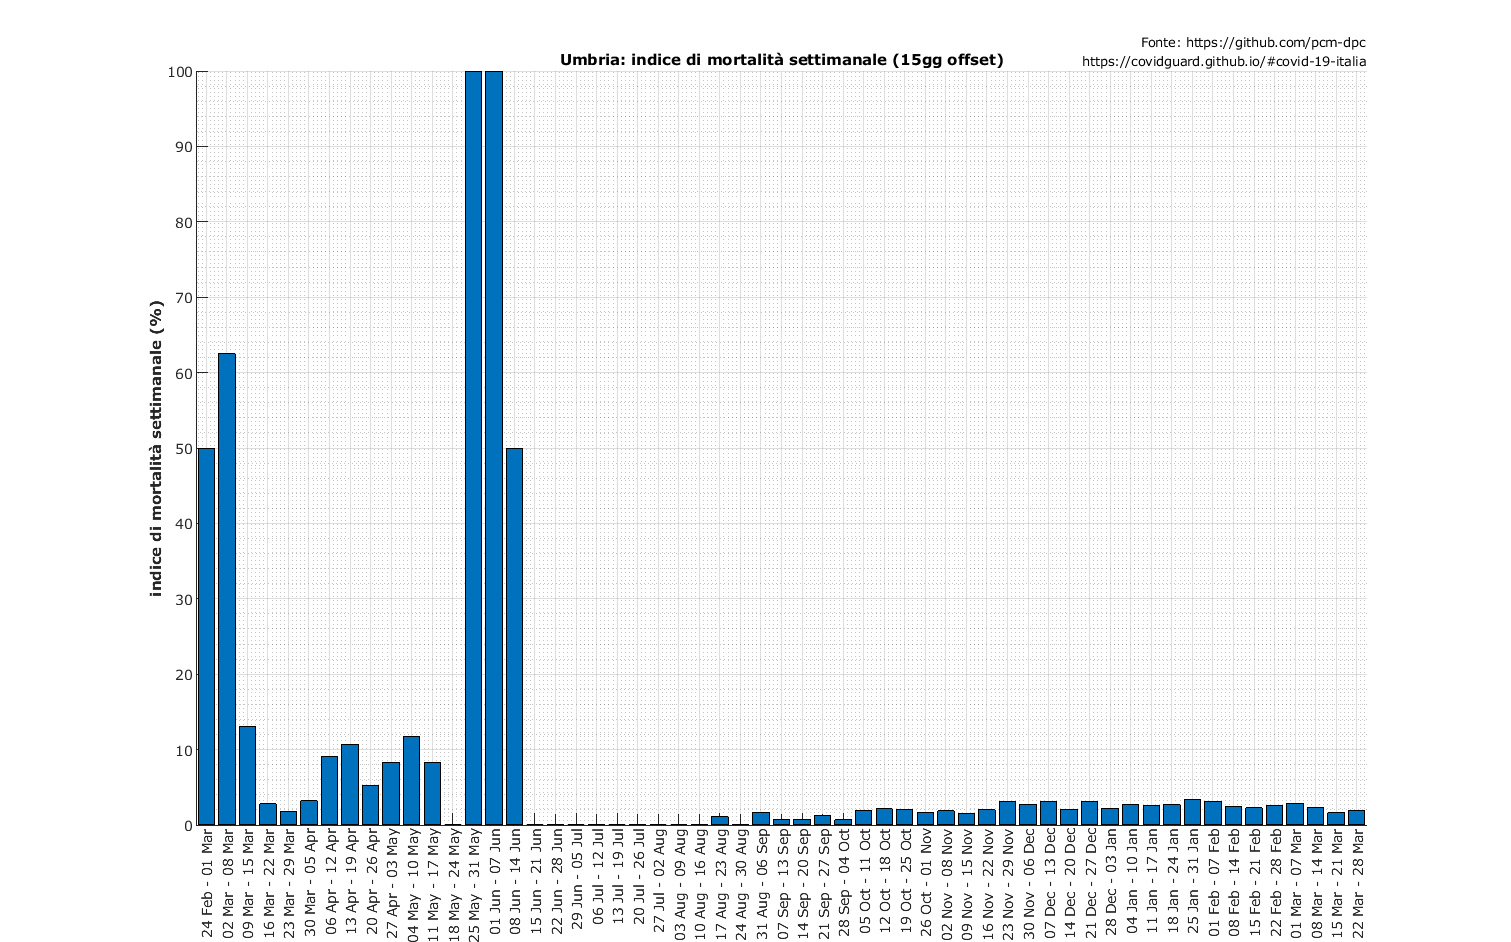 Fonte: https://github.com/pcm-dpc
Umbria: indice di mortalità settimanale (15gg offset)
https://covidguard.github.io/#covid-19-italia
indice di mortalità settimanale (%)
100
90
80
70
60
50
40
30
20
10
0
24 Feb - 01 Mar
02 Mar - 08 Mar
09 Mar - 15 Mar
16 Mar - 22 Mar
23 Mar - 29 Mar
30 Mar - 05 Apr
06 Apr - 12 Apr
13 Apr - 19 Apr
20 Apr - 26 Apr
27 Apr - 03 May
04 May - 10 May
11 May - 17 May
18 May - 24 May
25 May - 31 May
01 Jun - 07 Jun
08 Jun - 14 Jun
15 Jun - 21 Jun
22 Jun - 28 Jun
29 Jun - 05 Jul
06 Jul - 12 Jul
13 Jul - 19 Jul
20 Jul - 26 Jul
27 Jul - 02 Aug
03 Aug - 09 Aug
10 Aug - 16 Aug
17 Aug - 23 Aug
24 Aug - 30 Aug
31 Aug - 06 Sep
07 Sep - 13 Sep
14 Sep - 20 Sep
21 Sep - 27 Sep
28 Sep - 04 Oct
05 Oct - 11 Oct
12 Oct - 18 Oct
19 Oct - 25 Oct
26 Oct - 01 Nov
02 Nov - 08 Nov
09 Nov - 15 Nov
16 Nov - 22 Nov
23 Nov - 29 Nov
30 Nov - 06 Dec
07 Dec - 13 Dec
14 Dec - 20 Dec
21 Dec - 27 Dec
28 Dec - 03 Jan
04 Jan - 10 Jan
11 Jan - 17 Jan
18 Jan - 24 Jan
25 Jan - 31 Jan
01 Feb - 07 Feb
08 Feb - 14 Feb
15 Feb - 21 Feb
22 Feb - 28 Feb
01 Mar - 07 Mar
08 Mar - 14 Mar
15 Mar - 21 Mar
22 Mar - 28 Mar